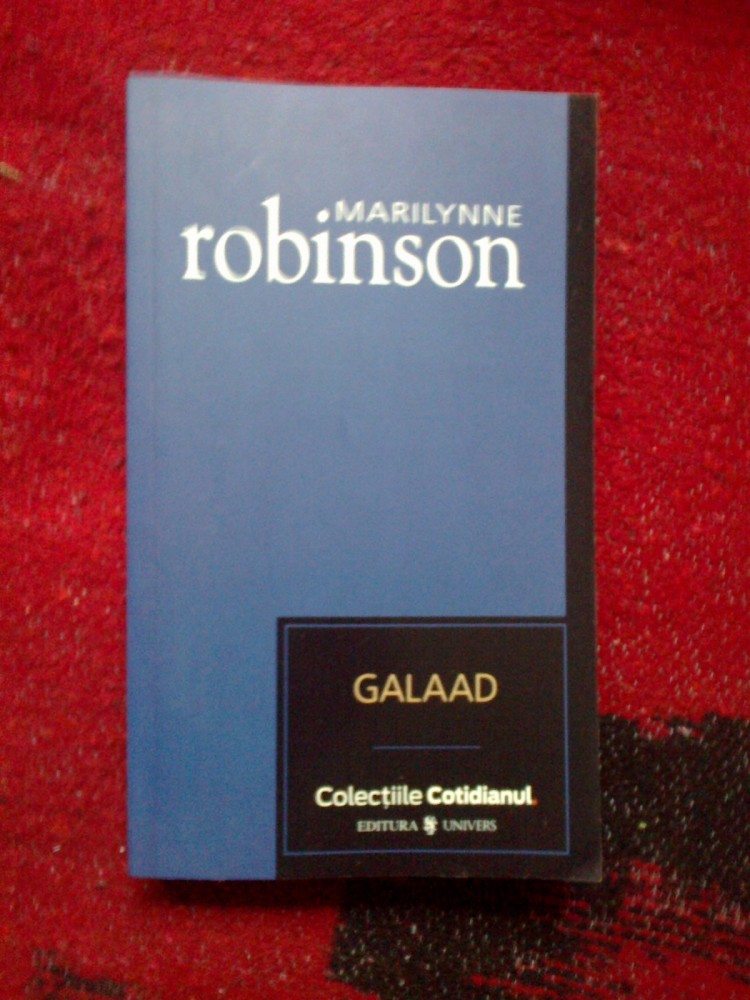 MARILYNNE
robinson
GALAAD
Colecțiile Cotidianul.
EDITURA UNIVERS